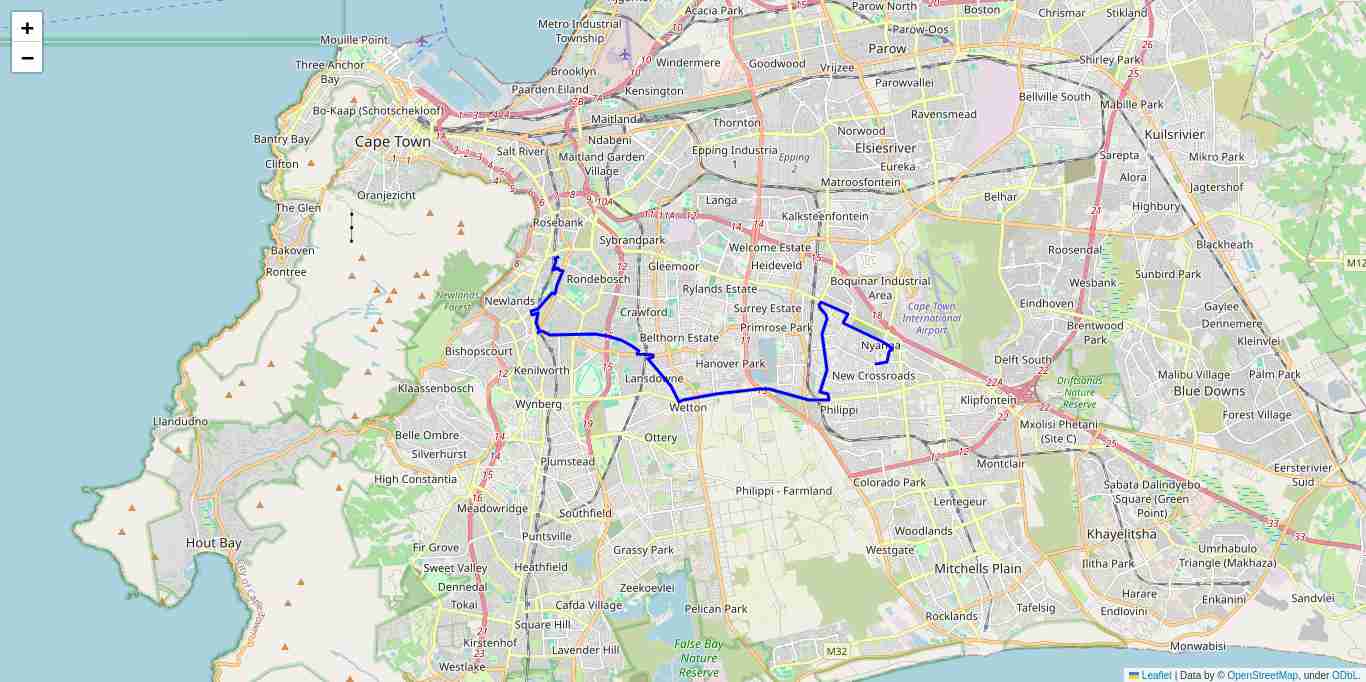 +
−
Acacia Park
Parow North
Boston
Chrismar
Stikland
Metro Industrial
Township
Parow-Oos
Mouille Point
Parow
26
Three Anchor
Bay
Windermere
Goodwood
Vrijzee
Shirley Park
Brooklyn
10
25
Paarden Eiland
Kensington
Parowvallei
Bellville South
Mabille Park
Bo-Kaap (Schotschekloof)
Maitland
Thornton
Ravensmead
Norwood
Kuilsrivier
Bantry Bay
Cape Town
Salt River
Ndabeni
Epping Industria
1
Elsiesriver
Clifton
Maitland Garden
Village
Epping
2
Eureka
Sarepta
Mikro Park
Matroosfontein
Alora
Jagtershof
Oranjezicht
Belhar
Langa
Highbury
The Glen
Rosebank
Kalksteenfontein
21
14
Sybrandpark
Welcome Estate
Roosendal
Blackheath
Bakoven
Gleemoor
Heideveld
M12
Rontree
Rondebosch
Boquinar Industrial
Area
Sunbird Park
Wesbank
Newlands
Forest
Newlands
Rylands Estate
Cape Town
International
Airport
Eindhoven
Gaylee
Crawford
Surrey Estate
18
Dennemere
Primrose Park
Brentwood
Park
Belthorn Estate
Nyanga
Kleinvlei
Bishopscourt
Hanover Park
Delft South
Kenilworth
Lansdowne
New Crossroads
Malibu Village
Palm Park
Klaassenbosch
22A
Driftsands
Nature
Reserve
Blue Downs
Wynberg
Welton
Philippi
Klipfontein
Forest Village
Llandudno
19
Mxolisi Phetani
(Site C)
Belle Ombre
Ottery
Silverhurst
Plumstead
Montclair
Eersterivier
Suid
High Constantia
Colorado Park
Sabata Dalindyebo
Square (Green
Point)
Philippi - Farmland
Meadowridge
Southfield
Lentegeur
33
Hout Bay
Puntsville
Woodlands
Khayelitsha
Fir Grove
Grassy Park
Westgate
Umrhabulo
Triangle (Makhaza)
Sweet Valley
Heathfield
Mitchells Plain
Ilitha Park
Dennedal
Zeekoevlei
Harare
Enkanini
Sandvlei
Tokai
Cafda Village
Pelican Park
Tafelsig
Endlovini
Square Hill
Rocklands
Kirstenhof
Lavender Hill
False Bay
Nature
Reserve
M32
Monwabisi
Westlake
Leaflet | Data by © OpenStreetMap, under ODbL.